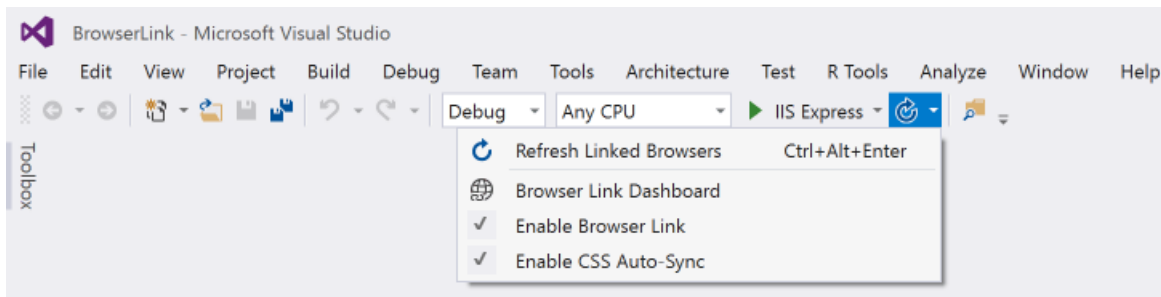 BrowserLink - Microsoft Visual Studio
File Edit View Project Build Debug Team Tools Architecture Test R Tools Analyze Window Help
Debug Any CPU IIS Express
Toolbox
Refresh Linked Browsers Ctrl+Alt+Enter
Browser Link Dashboard
Enable Browser Link
Enable CSS Auto-Sync